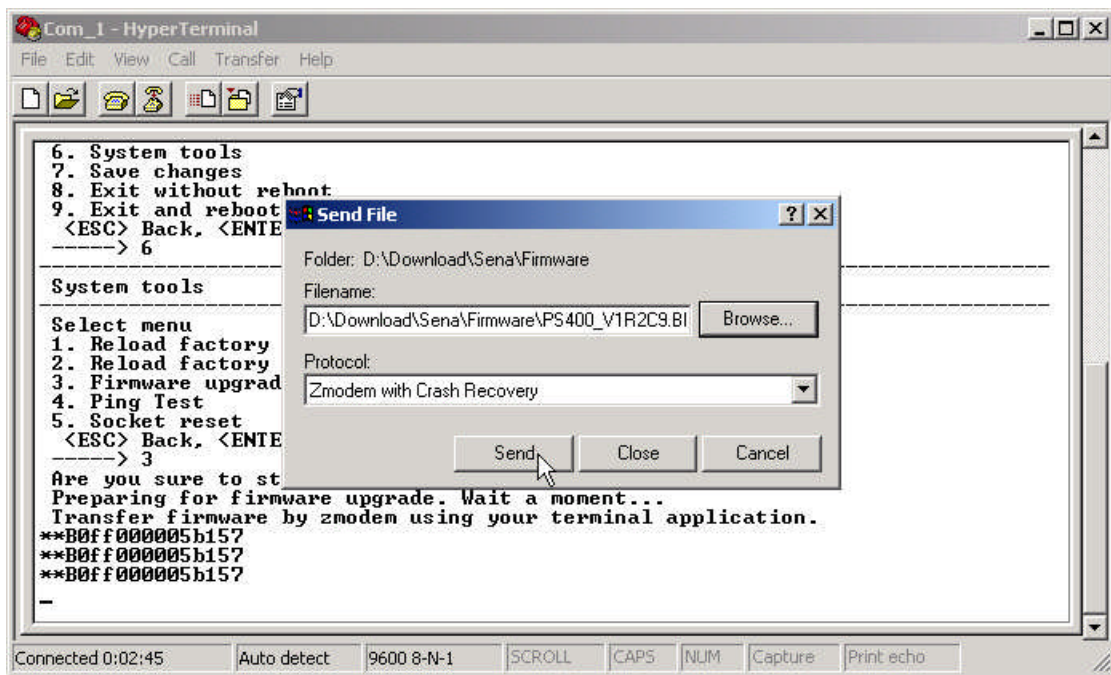 Com_1 - HyperTerminal
File Edit View Call Transfer Help
6. System tools
7. Save changes
8. Exit without reboot
9. Exit and reboot
<ESC> Back, <ENTE
-----> 6
System tools
Select menu
1. Reload factory
2. Reload factory
3. Firmware upgrad
4. Ping Test
5. Socket reset
<ESC> Back, <ENTE
-----> 3
Are you sure to st
Preparing for firmware upgrade. Wait a moment...
Transfer firmware by zmodem using your terminal application.
**B0ff000005b157
**B0ff000005b157
**B0ff000005b157
Send File
Folder: D:\Download\Sena\Firmware
Filename:
D:\Download\Sena\Firmware\PS400_V1R2C9.BI
Browse...
Protocol:
Zmodem with Crash Recovery
Send Close Cancel
Connected 0:02:45 Auto detect 9600 8-N-1 SCROLL CAPS NUM Capture Print echo